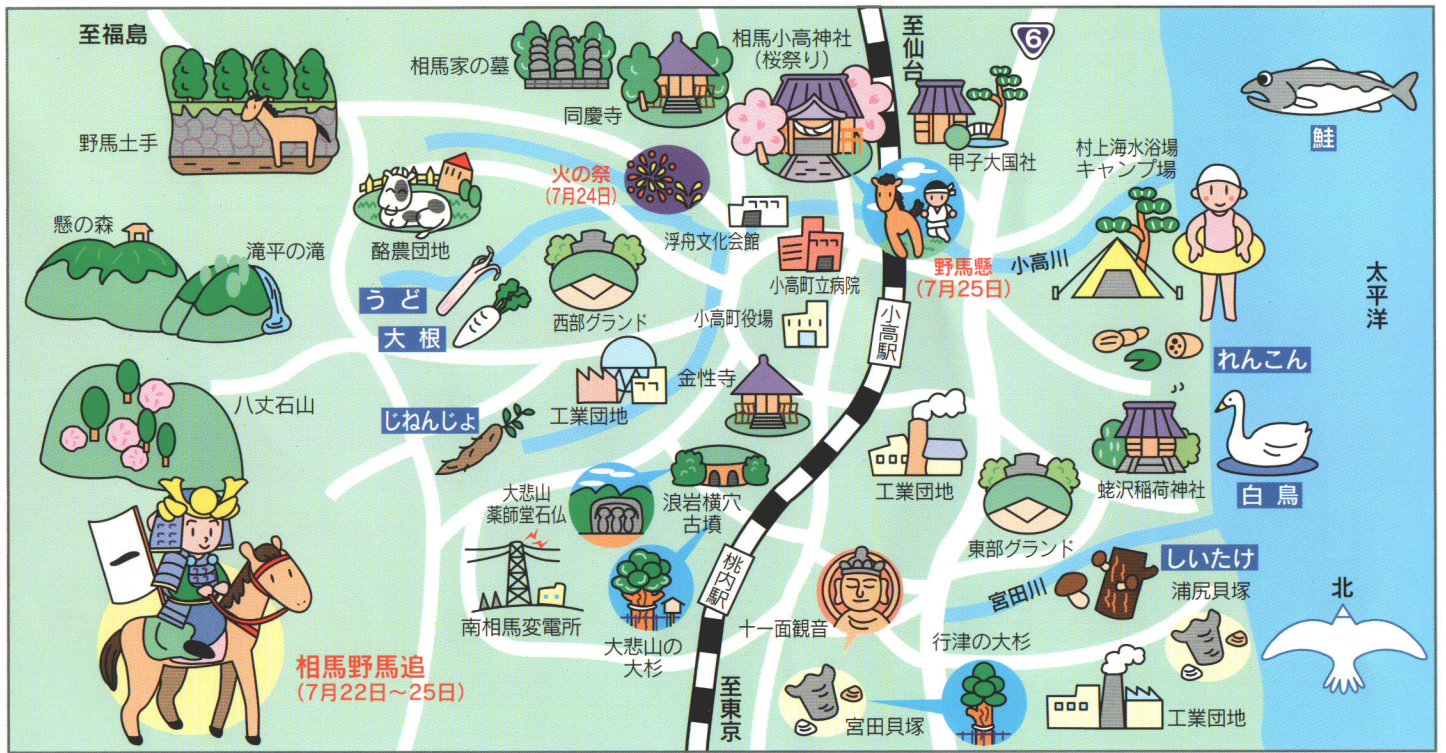 至福島
野馬土手
相馬家の墓
同慶寺
相馬小高神社
(桜祭り)
至仙台
6
甲子大国社
鮭
村上海水浴場
キャンプ場
火の祭
(7月24日)
懸の森
滝平の滝
酪農団地
浮舟文化会館
小高町立病院
野馬懸
(7月25日)
小高川
太平洋
うど
大根
西部グランド
小高町役場
小高駅
れんこん
八丈石山
じねんじょ
工業団地
金性寺
工業団地
蛯沢稲荷神社
白鳥
大悲山
薬師堂石仏
浪岩横穴
古墳
東部グランド
桃内駅
しいたけ
宮田川
浦尻貝塚
北
南相馬変電所
大悲山の
大杉
十一面観音
行津の大杉
相馬野馬追
(7月22日〜25日)
至東京
宮田貝塚
工業団地